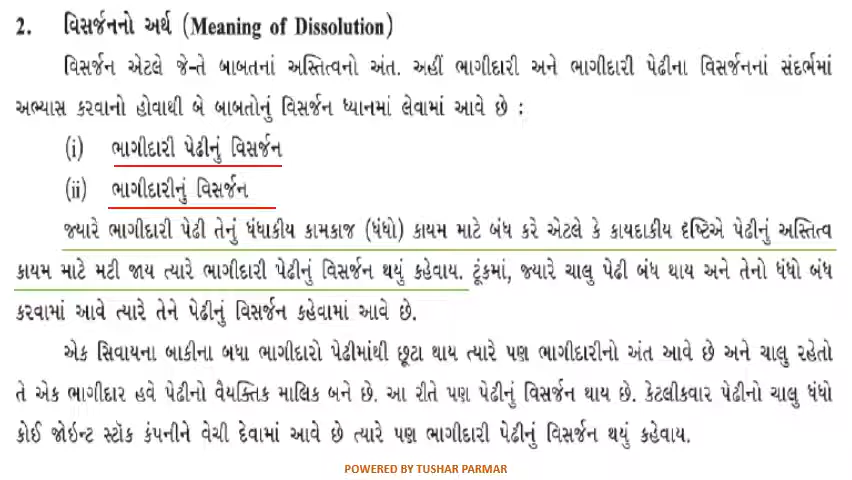 2. વિસર્જનનો અર્થ (Meaning of Dissolution)
વિસર્જન એટલે જે-તે બાબતનાં અસ્તિત્વનો અંત. અહીં ભાગીદારી અને ભાગીદારી પેઢીના વિસર્જનનાં સંદર્ભમાં
અભ્યાસ કરવાનો હોવાથી બે બાબતોનું વિસર્જન ધ્યાનમાં લેવામાં આવે છે :
(i) ભાગીદારી પેઢીનું વિસર્જન
(ii) ભાગીદારીનું વિસર્જન
જ્યારે ભાગીદારી પેઢી તેનું ધંધાકીય કામકાજ (ધંધો) કાયમ માટે બંધ કરે એટલે કે કાયદાકીય દૃષ્ટિએ પેઢીનું અસ્તિત્વ
કાયમ માટે મટી જાય ત્યારે ભાગીદારી પેઢીનું વિસર્જન થયું કહેવાય. ટૂંકમાં, જ્યારે ચાલુ પેઢી બંધ થાય અને તેનો ધંધો બંધ
કરવામાં આવે ત્યારે તેને પેઢીનું વિસર્જન કહેવામાં આવે છે.
એક સિવાયના બાકીના બધા ભાગીદારો પેઢીમાંથી છૂટા થાય ત્યારે પણ ભાગીદારીનો અંત આવે છે અને ચાલુ રહેતો
તે એક ભાગીદાર હવે પેઢીનો વૈયક્તિક માલિક બને છે. આ રીતે પણ પેઢીનું વિસર્જન થાય છે. કેટલીકવાર પેઢીનો ચાલુ ધંધો
કોઈ જોઇન્ટ સ્ટૉક કંપનીને વેચી દેવામાં આવે છે ત્યારે પણ ભાગીદારી પેઢીનું વિસર્જન થયું કહેવાય.
POWERED BY TUSHAR PARMAR